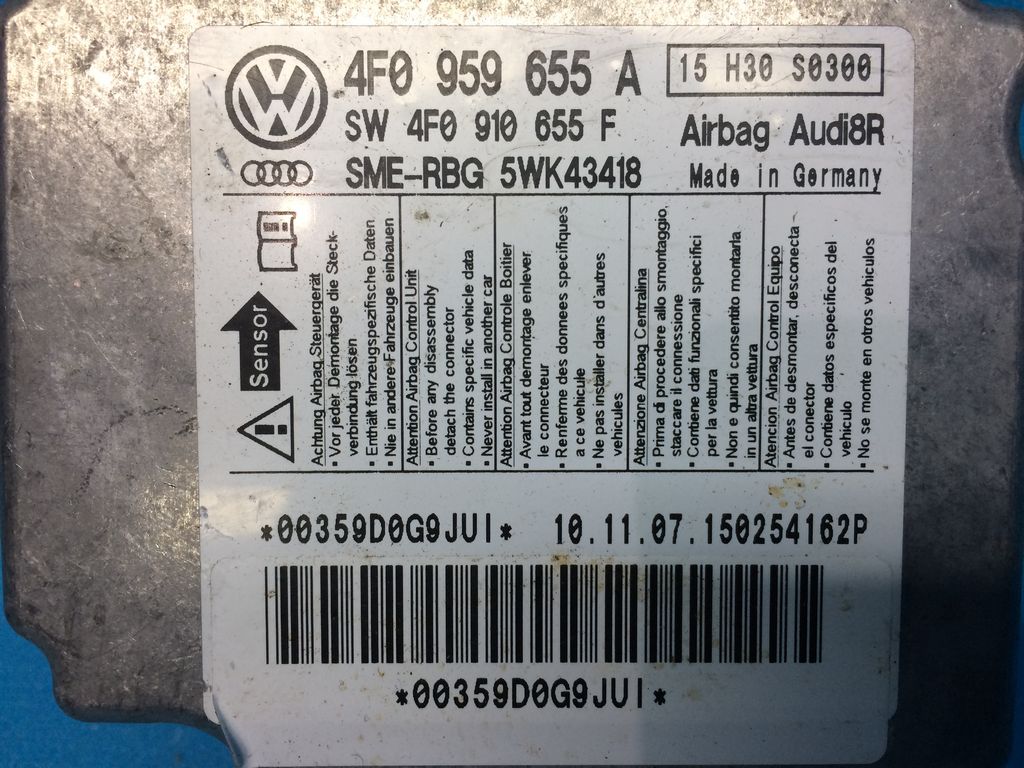 4F0 959 655 A
15 H30 S0300
SW 4F0 910 655 F
Airbag Audi8R
SME-RBG 5WK43418
Made in Germany
Sensor
Achtung Airbag Steuergerät
• Vor jeder Demontage die Steck-
verbindung lösen
• Enthält fahrzeugspezifische Daten
• Nie in andere Fahrzeuge einbauen
Attention Airbag Control Unit
• Before any disassembly
detach the connector
• Contains specific vehicle data
• Never install in another car
Attention Airbag Controle Boitier
• Avant tout demontage enlever
le connecteur
• Renferme des donnees specifiques
a ce vehicule
• Ne pas installer dans d'autres
vehicules
Attenzione Airbag Centralina
• Prima di procedere allo smontaggio,
staccare il connessione
• Contiene dati funzionali specifici
per la vettura
• Non e quindi consentito montarla
in un altra vettura
Atencion Airbag Control Equipo
• Antes de desmontar, desconecta
el conector
• Contiene datos especificos del
vehiculo
• No se monte en otros vehiculos
*00359D0G9JUI*
10.11.07.150254162P
*00359D0G9JUI*